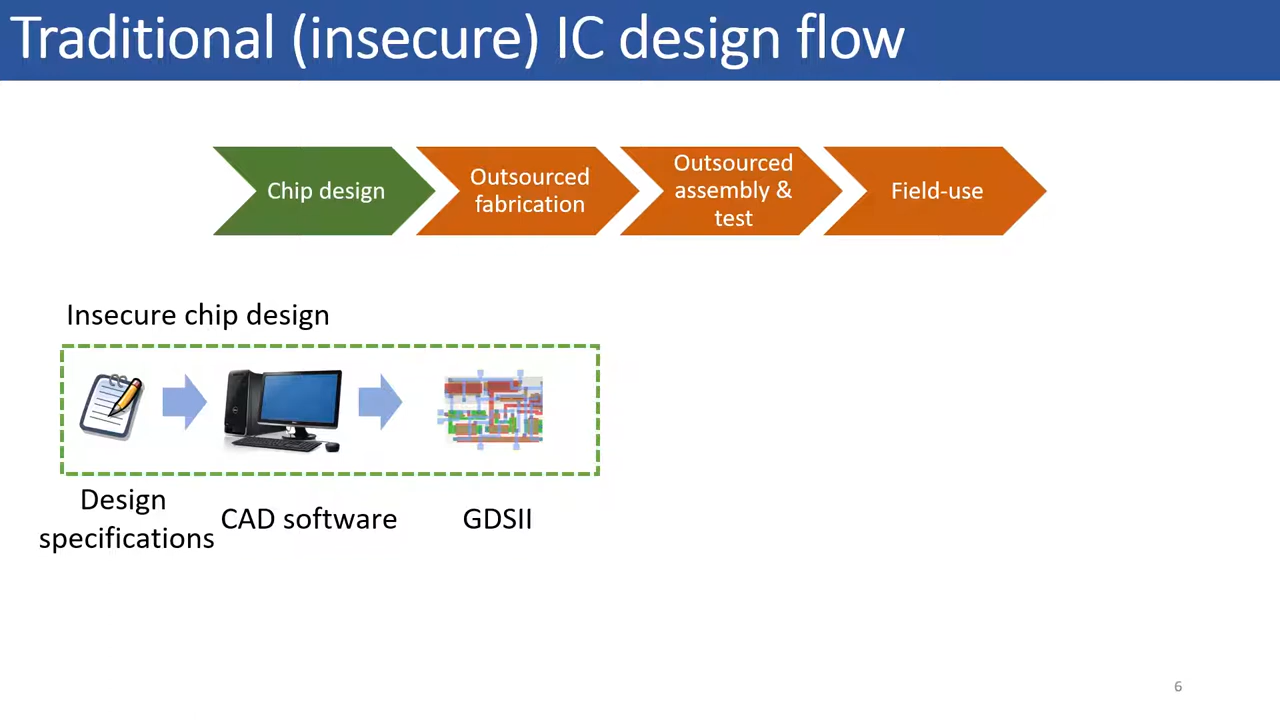 Traditional (insecure) IC design flow
Chip design
Outsourced
fabrication
Outsourced
assembly &
test
Field-use
Insecure chip design
Design
specifications
CAD software
GDSII
6